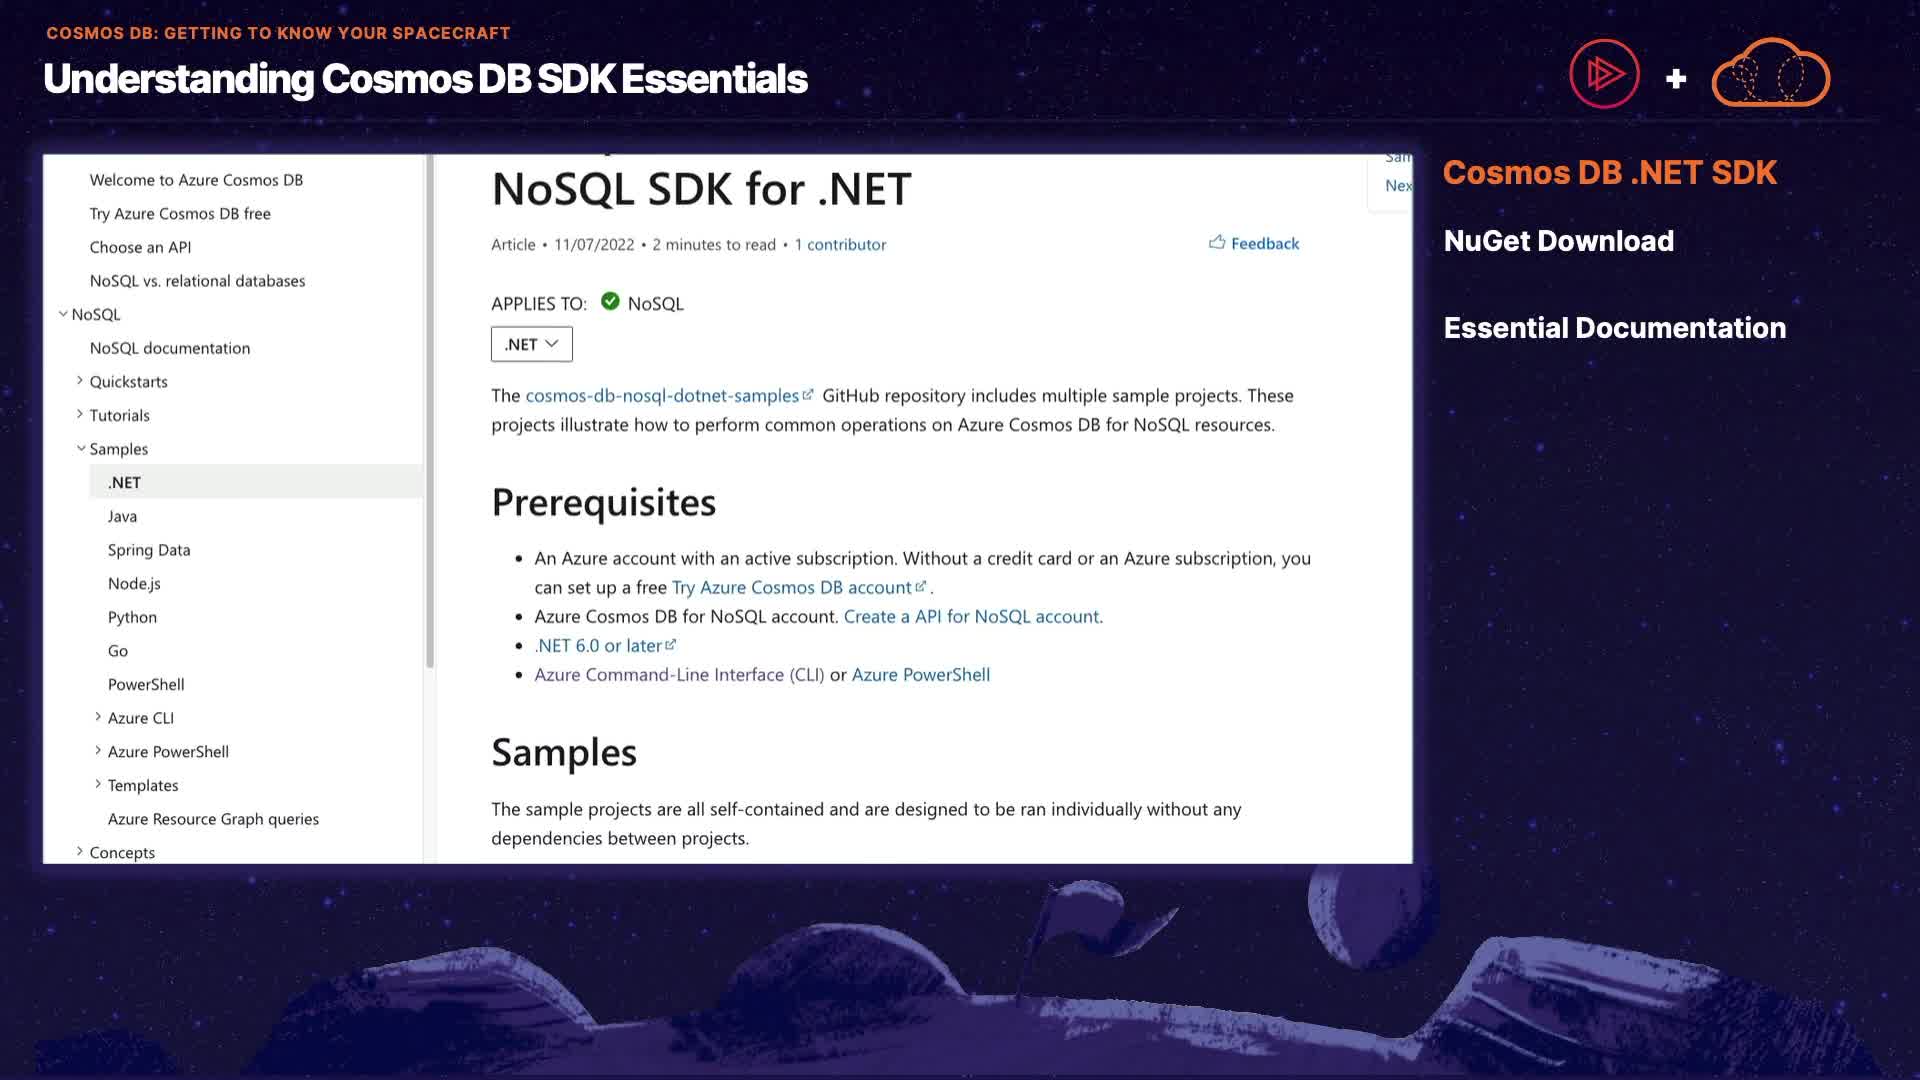 COSMOS DB: GETTING TO KNOW YOUR SPACECRAFT
Understanding Cosmos DB SDK Essentials
Welcome to Azure Cosmos DB
Try Azure Cosmos DB free
Choose an API
NoSQL vs. relational databases
NoSQL
NoSQL documentation
Quickstarts
Tutorials
Samples
.NET
Java
Spring Data
Node.js
Python
Go
PowerShell
Azure CLI
Azure PowerShell
Templates
Azure Resource Graph queries
Concepts
NoSQL SDK for .NET
Article • 11/07/2022 • 2 minutes to read • 1 contributor
Feedback
APPLIES TO: NoSQL
.NET
The cosmos-db-nosql-dotnet-samples GitHub repository includes multiple sample projects. These
projects illustrate how to perform common operations on Azure Cosmos DB for NoSQL resources.
Prerequisites
• An Azure account with an active subscription. Without a credit card or an Azure subscription, you
can set up a free Try Azure Cosmos DB account.
• Azure Cosmos DB for NoSQL account. Create a API for NoSQL account.
• .NET 6.0 or later
• Azure Command-Line Interface (CLI) or Azure PowerShell
Samples
The sample projects are all self-contained and are designed to be ran individually without any
dependencies between projects.
Cosmos DB .NET SDK
NuGet Download
Essential Documentation